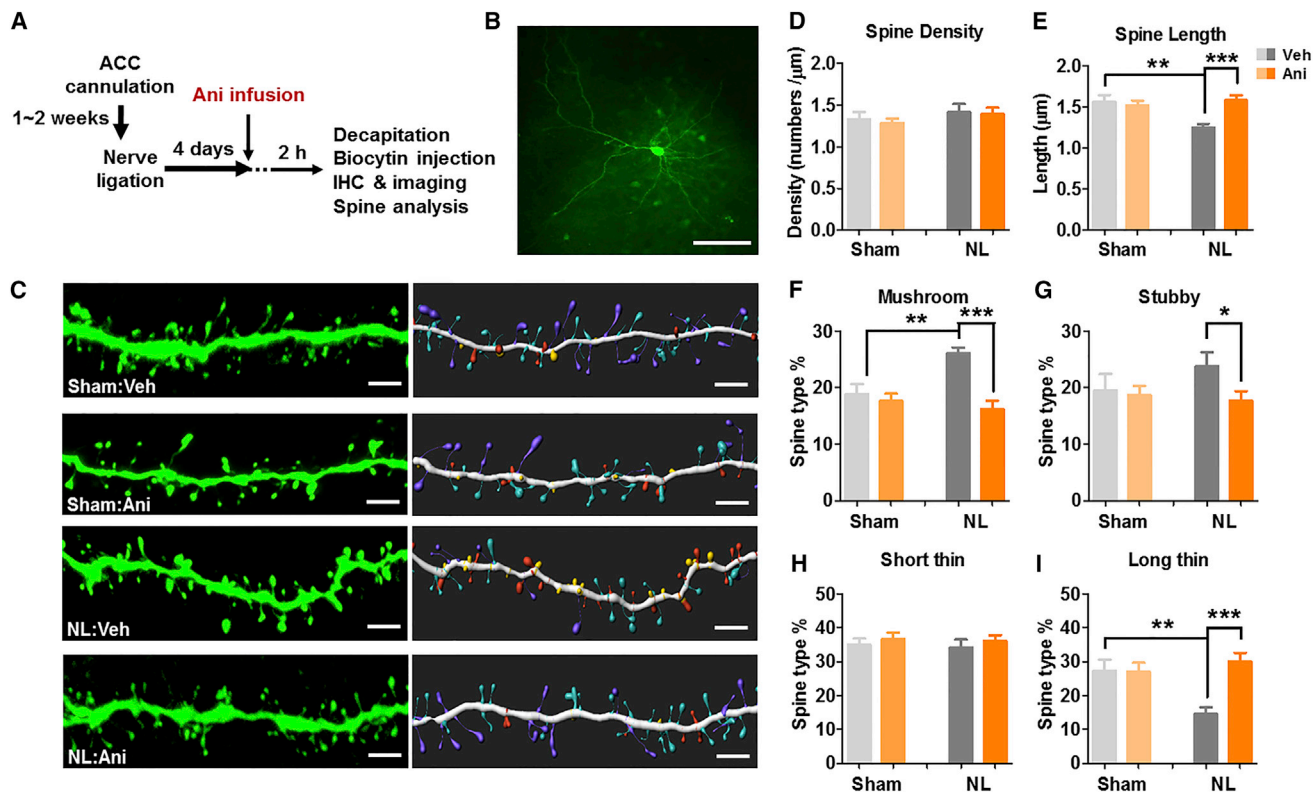 A
ACC
cannulation
1~2 weeks
Nerve
ligation
4 days
Ani infusion
2 h
Decapitation
Biocytin injection
IHC & imaging
Spine analysis
B
C
Sham:Veh
Sham:Ani
NL:Veh
NL:Ani
D
Spine Density
Density (numbers /μm)
2.0
1.5
1.0
0.5
0.0
Sham NL
E
Spine Length
Length (μm)
2.0
1.5
1.0
0.5
0.0
** ***
Sham NL
Veh
Ani
F
Mushroom
Spine type %
30
20
10
0
** ***
Sham NL
G
Stubby
Spine type %
30
20
10
0
*
Sham NL
H
Short thin
Spine type %
50
40
30
20
10
0
Sham NL
I
Long thin
Spine type %
50
40
30
20
10
0
** ***
Sham NL